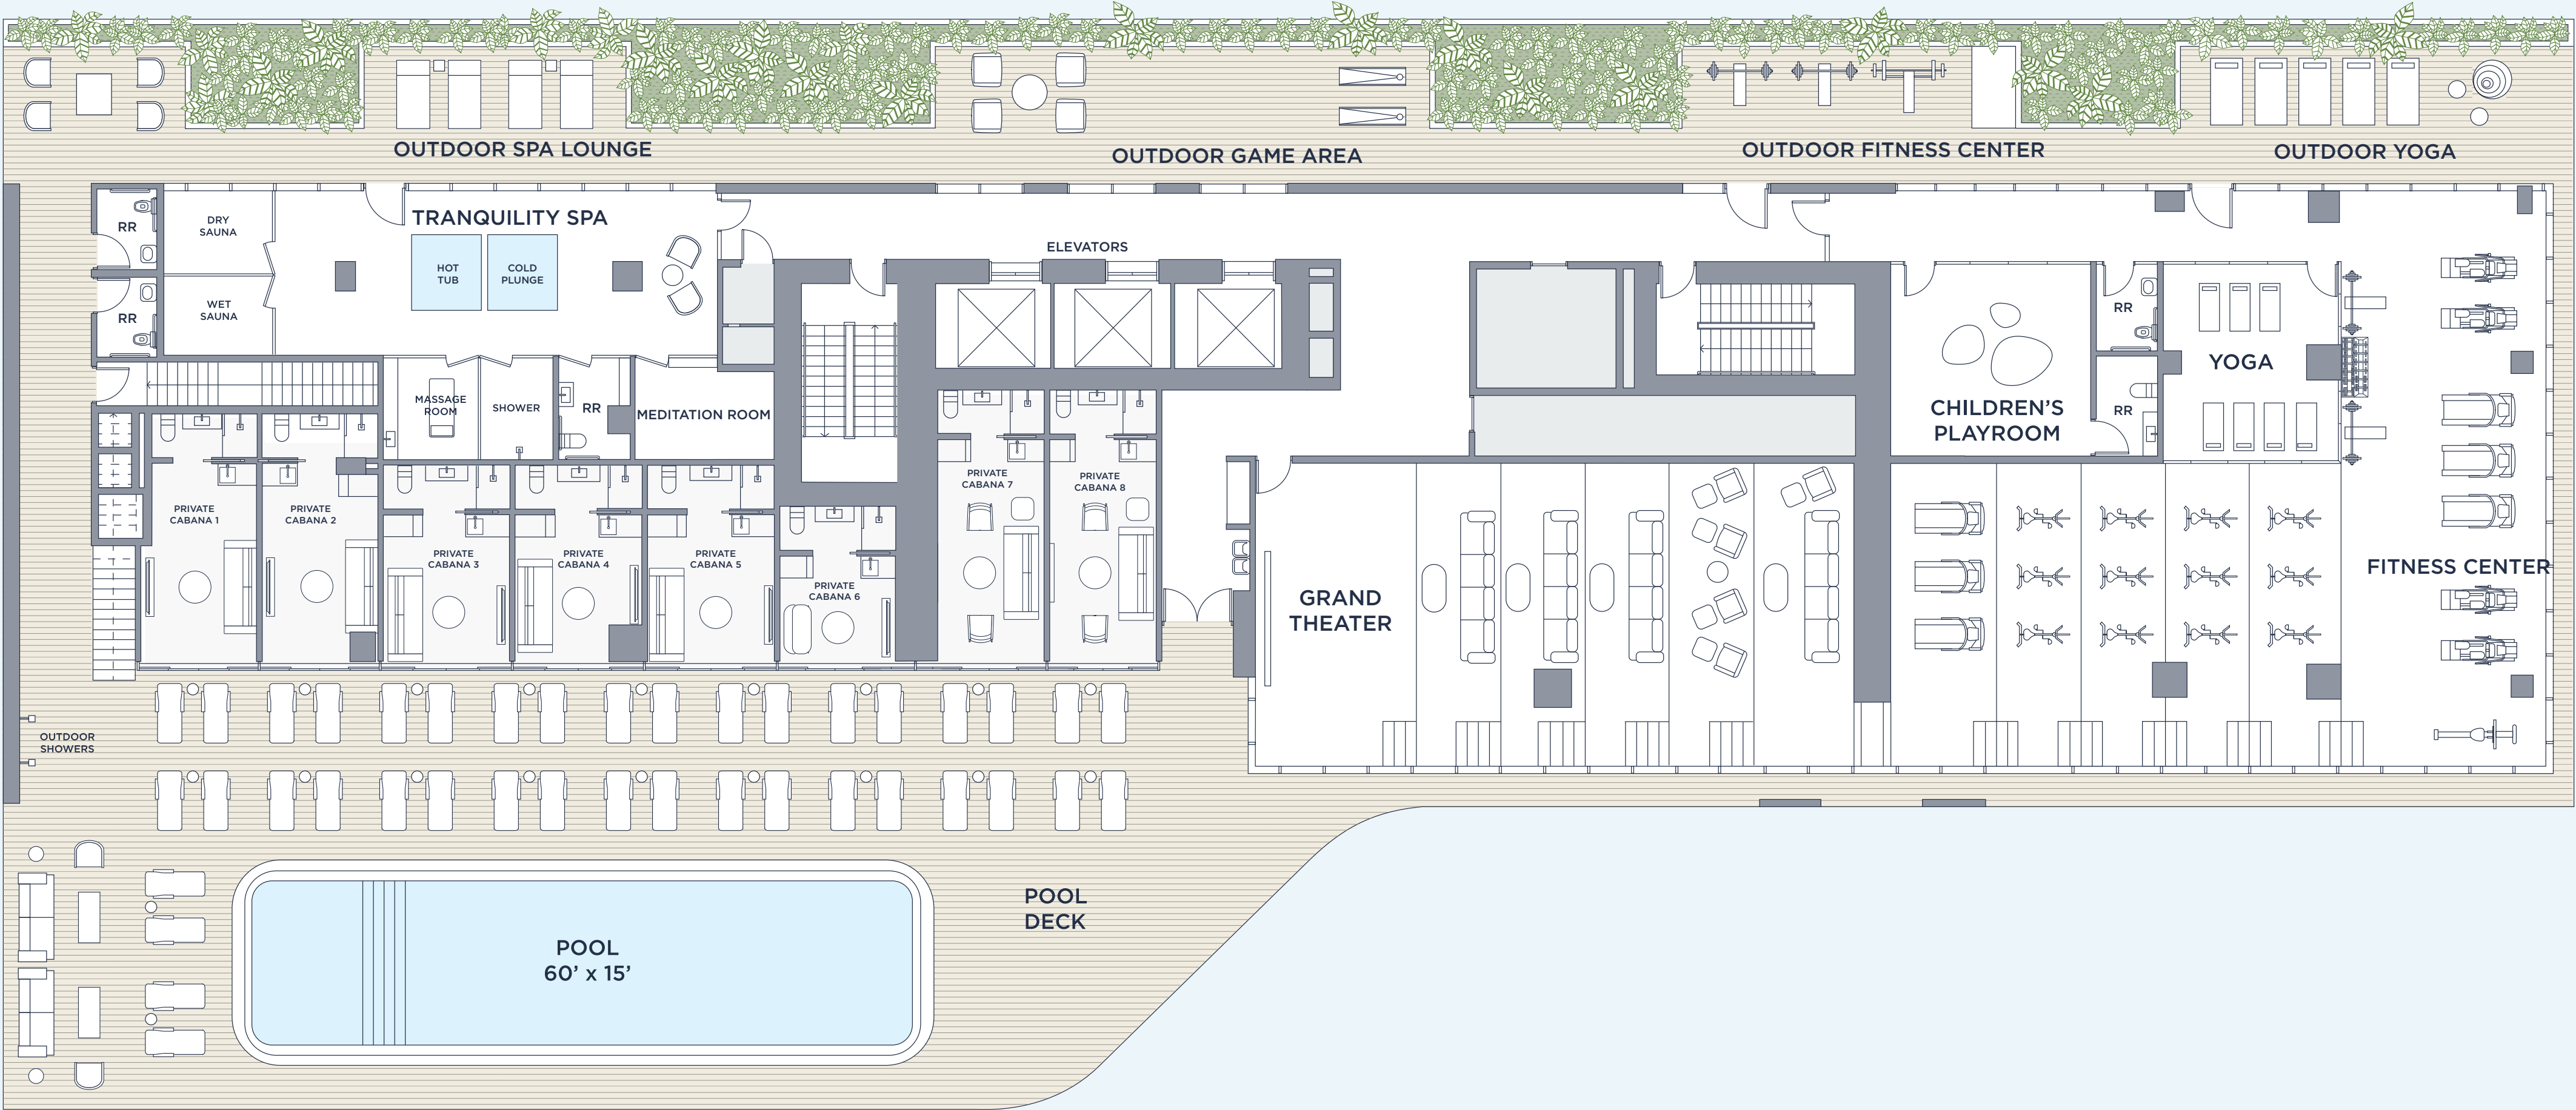 OUTDOOR SPA LOUNGE
OUTDOOR GAME AREA
OUTDOOR FITNESS CENTER
OUTDOOR YOGA
RR
DRY
SAUNA
TRANQUILITY SPA
ELEVATORS
HOT
TUB
COLD
PLUNGE
RR
WET
SAUNA
RR
YOGA
MASSAGE
ROOM
SHOWER
RR
MEDITATION ROOM
CHILDREN'S
PLAYROOM
RR
PRIVATE
CABANA 1
PRIVATE
CABANA 2
PRIVATE
CABANA 3
PRIVATE
CABANA 4
PRIVATE
CABANA 5
PRIVATE
CABANA 6
PRIVATE
CABANA 7
PRIVATE
CABANA 8
GRAND
THEATER
FITNESS CENTER
OUTDOOR
SHOWERS
POOL
DECK
POOL
60' x 15'